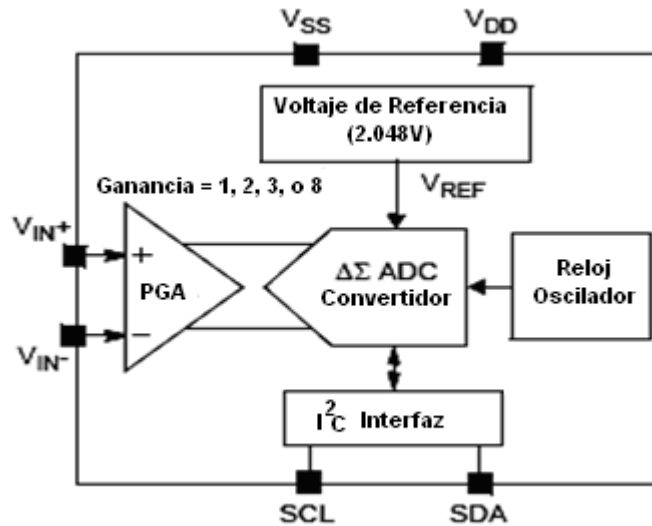 VSS
VDD
Voltaje de Referencia
(2.048V)
Ganancia = 1, 2, 3, o 8
VREF
VIN+
+
PGA
−
VIN-
ΔΣ ADC
Convertidor
Reloj
Oscilador
I²C Interfaz
SCL
SDA